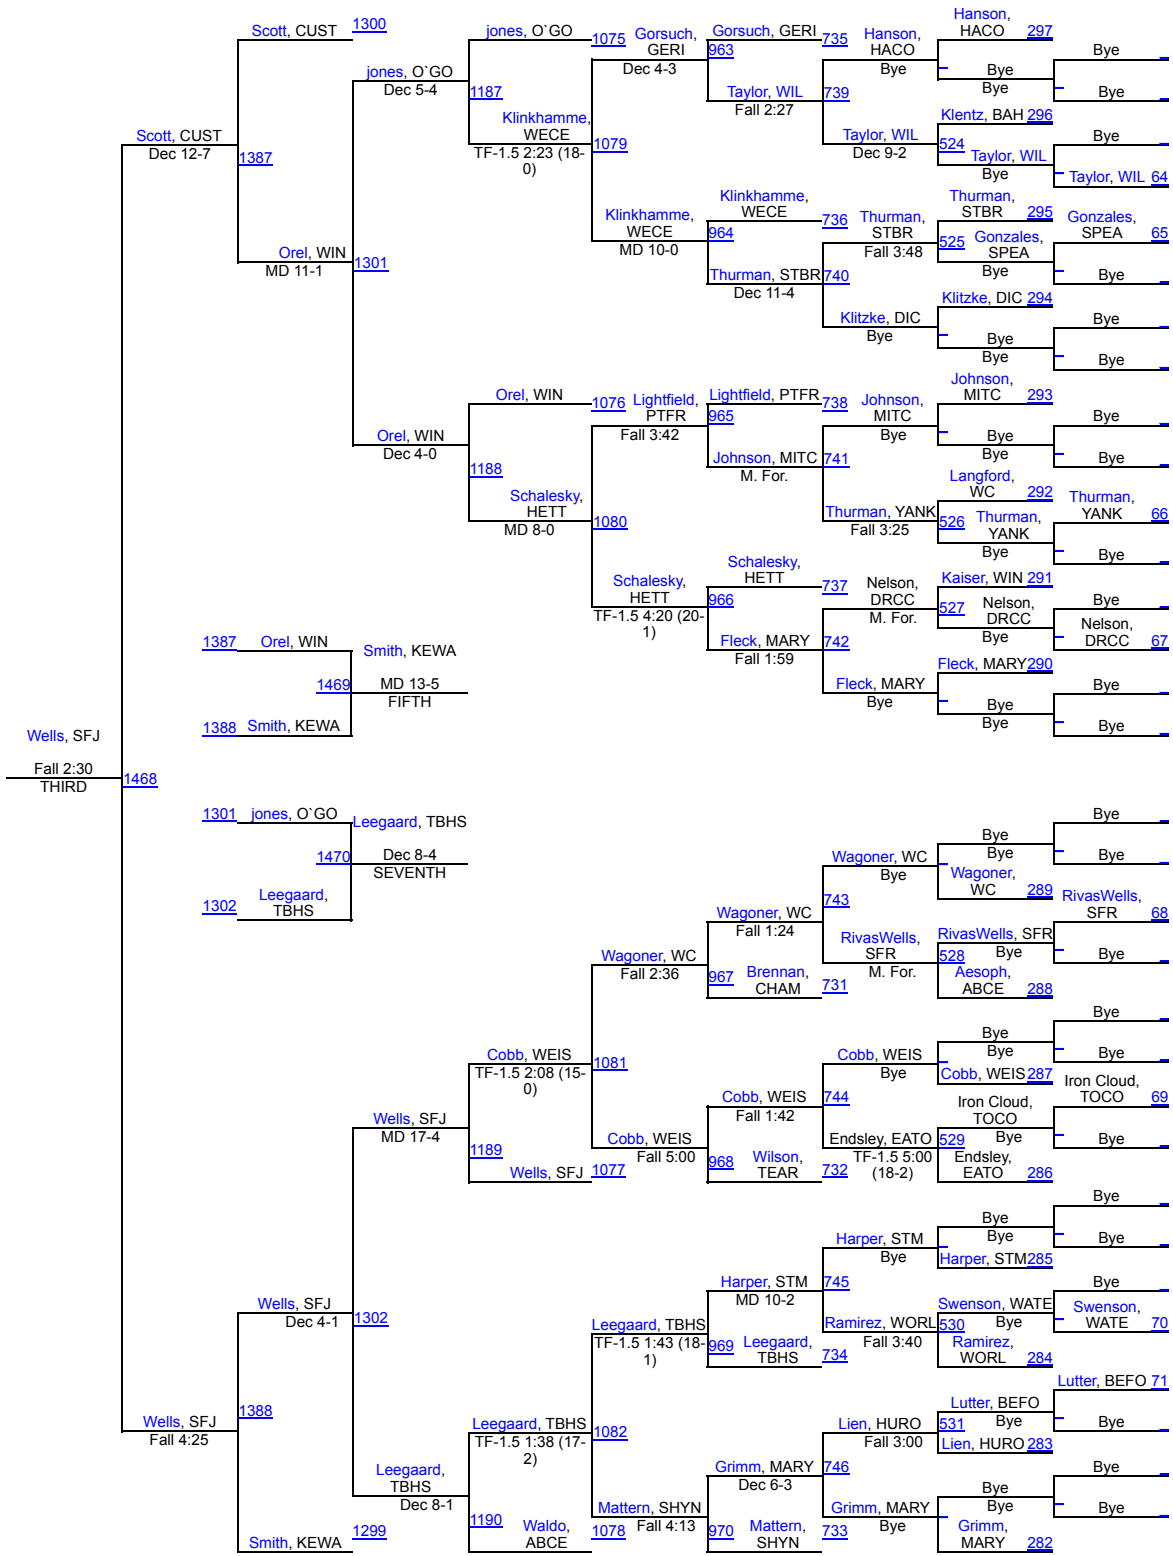 Scott, CUST 1300
jones, O`GO 1075
Gorsuch, GERI
Gorsuch, GERI 735
Hanson, HACO
Hanson, HACO 297
Bye
963
Dec 4-3
Bye
Bye
Bye
Bye
jones, O`GO
Dec 5-4
1187
Taylor, WIL 739
Fall 2:27
Klinkhamme, WECE
TF-1.5 2:23 (18-0)
1079
Klentz, BAH 296
Taylor, WIL
Dec 9-2
524
Taylor, WIL
Bye
Bye
Taylor, WIL 64
Scott, CUST
Dec 12-7
1387
Klinkhamme, WECE
MD 10-0
Klinkhamme, WECE 736
964
Thurman, STBR
Fall 3:48
Thurman, STBR 295
525
Gonzales, SPEA
Bye
Gonzales, SPEA 65
Bye
Orel, WIN
MD 11-1
1301
Thurman, STBR 740
Dec 11-4
Klitzke, DIC
Bye
Klitzke, DIC 294
Bye
Bye
Bye
Bye
Orel, WIN 1076
Lightfield, PTFR
Fall 3:42
Lightfield, PTFR 738
965
Johnson, MITC
Bye
Johnson, MITC 293
Bye
Bye
Bye
Bye
Orel, WIN
Dec 4-0
1188
Johnson, MITC 741
M. For.
Schalesky, HETT
MD 8-0
1080
Thurman, YANK
Fall 3:25
Langford, WC 292
526
Thurman, YANK
Bye
Thurman, YANK 66
Bye
Schalesky, HETT
TF-1.5 4:20 (20-1)
Schalesky, HETT 737
966
Nelson, DRCC
M. For.
Kaiser, WIN 291
527
Nelson, DRCC
Bye
Bye
Nelson, DRCC 67
Fleck, MARY 742
Fall 1:59
Fleck, MARY
Bye
Fleck, MARY 290
Bye
Bye
Bye
Bye
1387 Orel, WIN
Smith, KEWA
1469
MD 13-5
FIFTH
1388 Smith, KEWA
Wells, SFJ
Fall 2:30
THIRD
1468
1301 jones, O`GO
Leegaard, TBHS
1470
Dec 8-4
SEVENTH
1302
Leegaard, TBHS
Wagoner, WC
Bye
Bye
Bye
Bye
Bye
Wagoner, WC 289
743
Wagoner, WC
Fall 1:24
RivasWells, SFR
M. For.
RivasWells, SFR
528
Bye
RivasWells, SFR 68
Bye
Aesoph, ABCE 288
Wagoner, WC
Fall 2:36
967
Brennan, CHAM 731
Cobb, WEIS
TF-1.5 2:08 (15-0)
1081
Cobb, WEIS
Bye
Bye
Bye
Bye
Bye
Cobb, WEIS 287
Cobb, WEIS
Fall 1:42
744
Endsley, EATO
TF-1.5 5:00 (18-2)
529
Iron Cloud, TOCO
Bye
Iron Cloud, TOCO 69
Bye
Endsley, EATO 286
Wells, SFJ
MD 17-4
1189
Cobb, WEIS
Fall 5:00
968
Wilson, TEAR 732
Wells, SFJ 1077
Harper, STM
Bye
Bye
Bye
Bye
Bye
Harper, STM 285
Harper, STM
MD 10-2
745
Ramirez, WORL
Fall 3:40
530
Swenson, WATE
Bye
Bye
Swenson, WATE 70
Ramirez, WORL 284
Wells, SFJ
Dec 4-1
1302
Leegaard, TBHS
TF-1.5 1:43 (18-1)
969
Leegaard, TBHS 734
Wells, SFJ
Fall 4:25
1388
Leegaard, TBHS
TF-1.5 1:38 (17-2)
1082
Lien, HURO
Fall 3:00
531
Lutter, BEFO
Bye
Lutter, BEFO 71
Bye
Lien, HURO 283
Leegaard, TBHS
Dec 8-1
1190
Grimm, MARY
Dec 6-3
746
Grimm, MARY
Bye
Bye
Bye
Bye
Bye
Grimm, MARY 282
Mattern, SHYN
Fall 4:13
970
Mattern, SHYN 733
Waldo, ABCE 1078
Smith, KEWA 1299